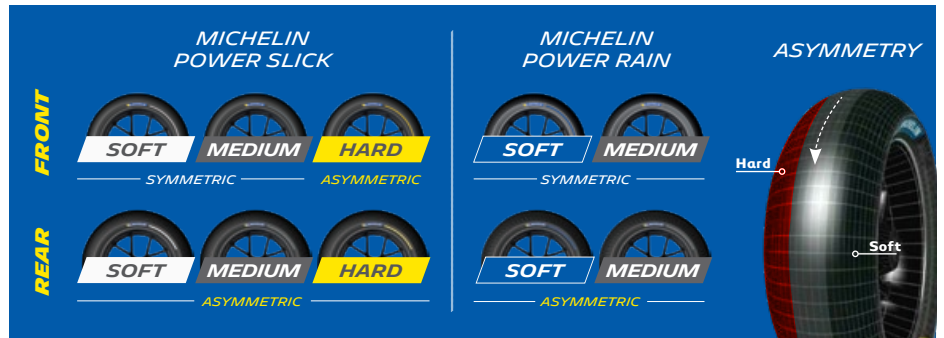 MICHELIN
POWER SLICK
MICHELIN
POWER RAIN
ASYMMETRY
FRONT
SOFT MEDIUM HARD
SOFT MEDIUM
SYMMETRIC ASYMMETRIC
SYMMETRIC
Hard
REAR
SOFT MEDIUM HARD
SOFT MEDIUM
ASYMMETRIC
ASYMMETRIC
Soft